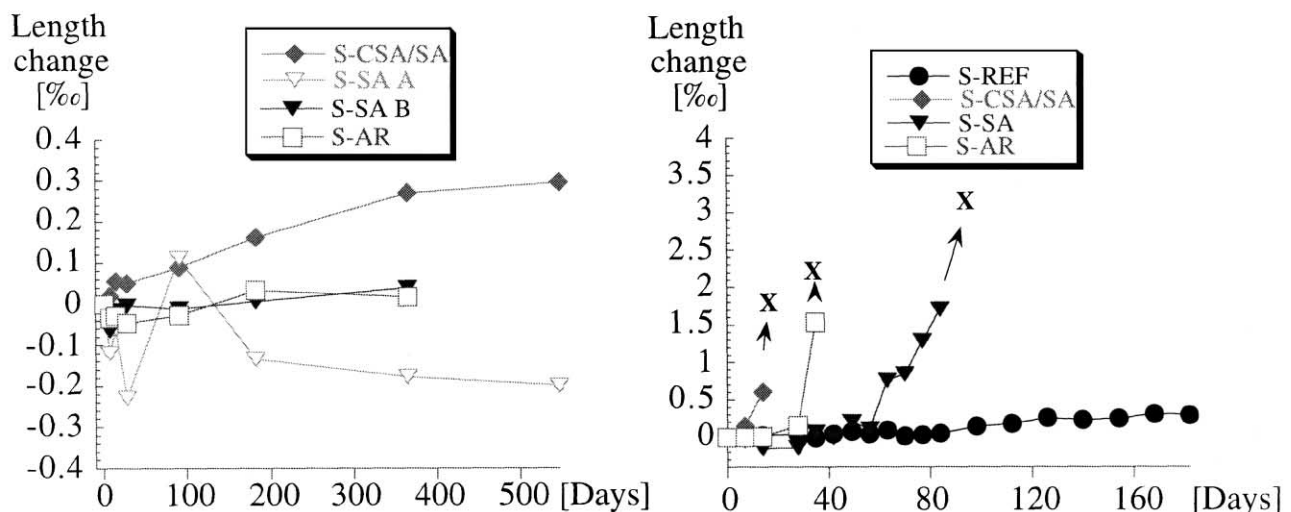 Length
change
[‰]
S-CSA/SA
S-SA A
S-SA B
S-AR
0.4
0.3
0.2
0.1
0
-0.1
-0.2
-0.3
-0.4
0 100 200 300 400 500 [Days]
Length
change
[‰]
S-REF
S-CSA/SA
S-SA
S-AR
4
3.5
3
2.5
2
1.5
1
0.5
0
X
X
X
0 40 80 120 160 [Days]